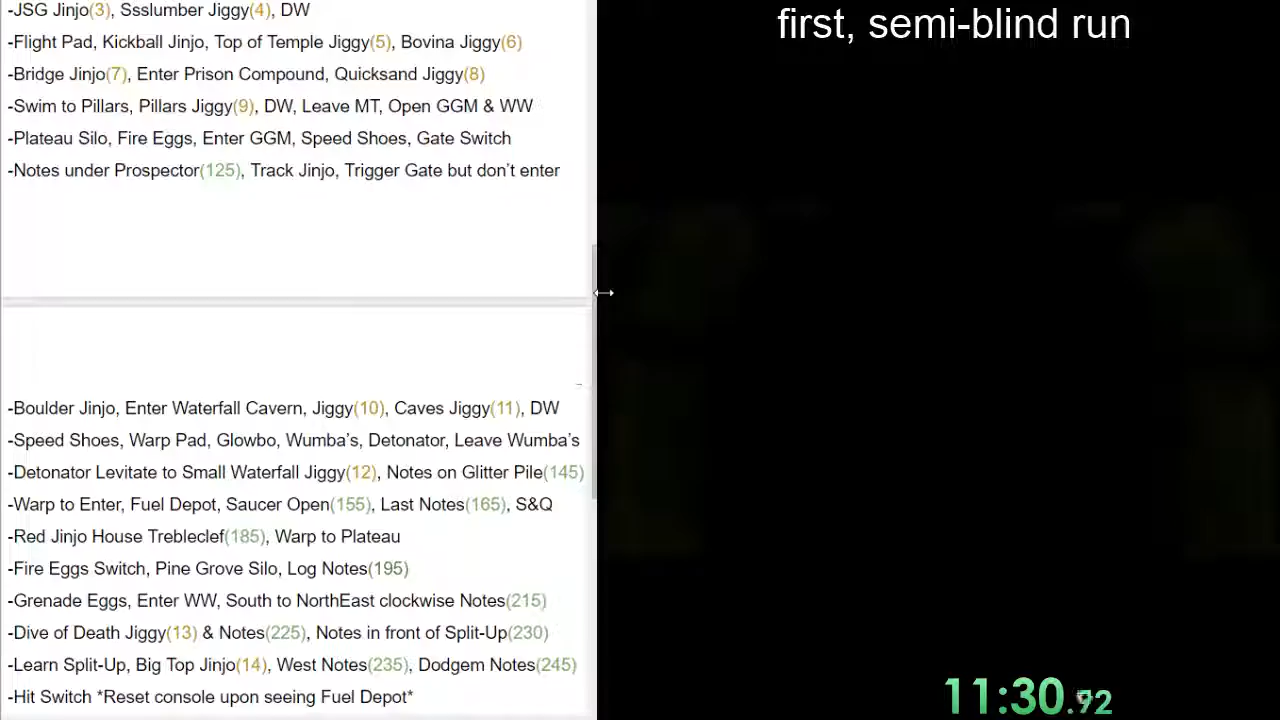 -JSG Jinjo(3), Ssslumber Jiggy(4), DW
-Flight Pad, Kickball Jinjo, Top of Temple Jiggy(5), Bovina Jiggy(6)
-Bridge Jinjo(7), Enter Prison Compound, Quicksand Jiggy(8)
-Swim to Pillars, Pillars Jiggy(9), DW, Leave MT, Open GGM & WW
-Plateau Silo, Fire Eggs, Enter GGM, Speed Shoes, Gate Switch
-Notes under Prospector(125), Track Jinjo, Trigger Gate but don't enter
-Boulder Jinjo, Enter Waterfall Cavern, Jiggy(10), Caves Jiggy(11), DW
-Speed Shoes, Warp Pad, Glowbo, Wumba's, Detonator, Leave Wumba's
-Detonator Levitate to Small Waterfall Jiggy(12), Notes on Glitter Pile(145)
-Warp to Enter, Fuel Depot, Saucer Open(155), Last Notes(165), S&Q
-Red Jinjo House Trebleclef(185), Warp to Plateau
-Fire Eggs Switch, Pine Grove Silo, Log Notes(195)
-Grenade Eggs, Enter WW, South to NorthEast clockwise Notes(215)
-Dive of Death Jiggy(13) & Notes(225), Notes in front of Split-Up(230)
-Learn Split-Up, Big Top Jinjo(14), West Notes(235), Dodgem Notes(245)
-Hit Switch *Reset console upon seeing Fuel Depot*
first, semi-blind run
11:30.92